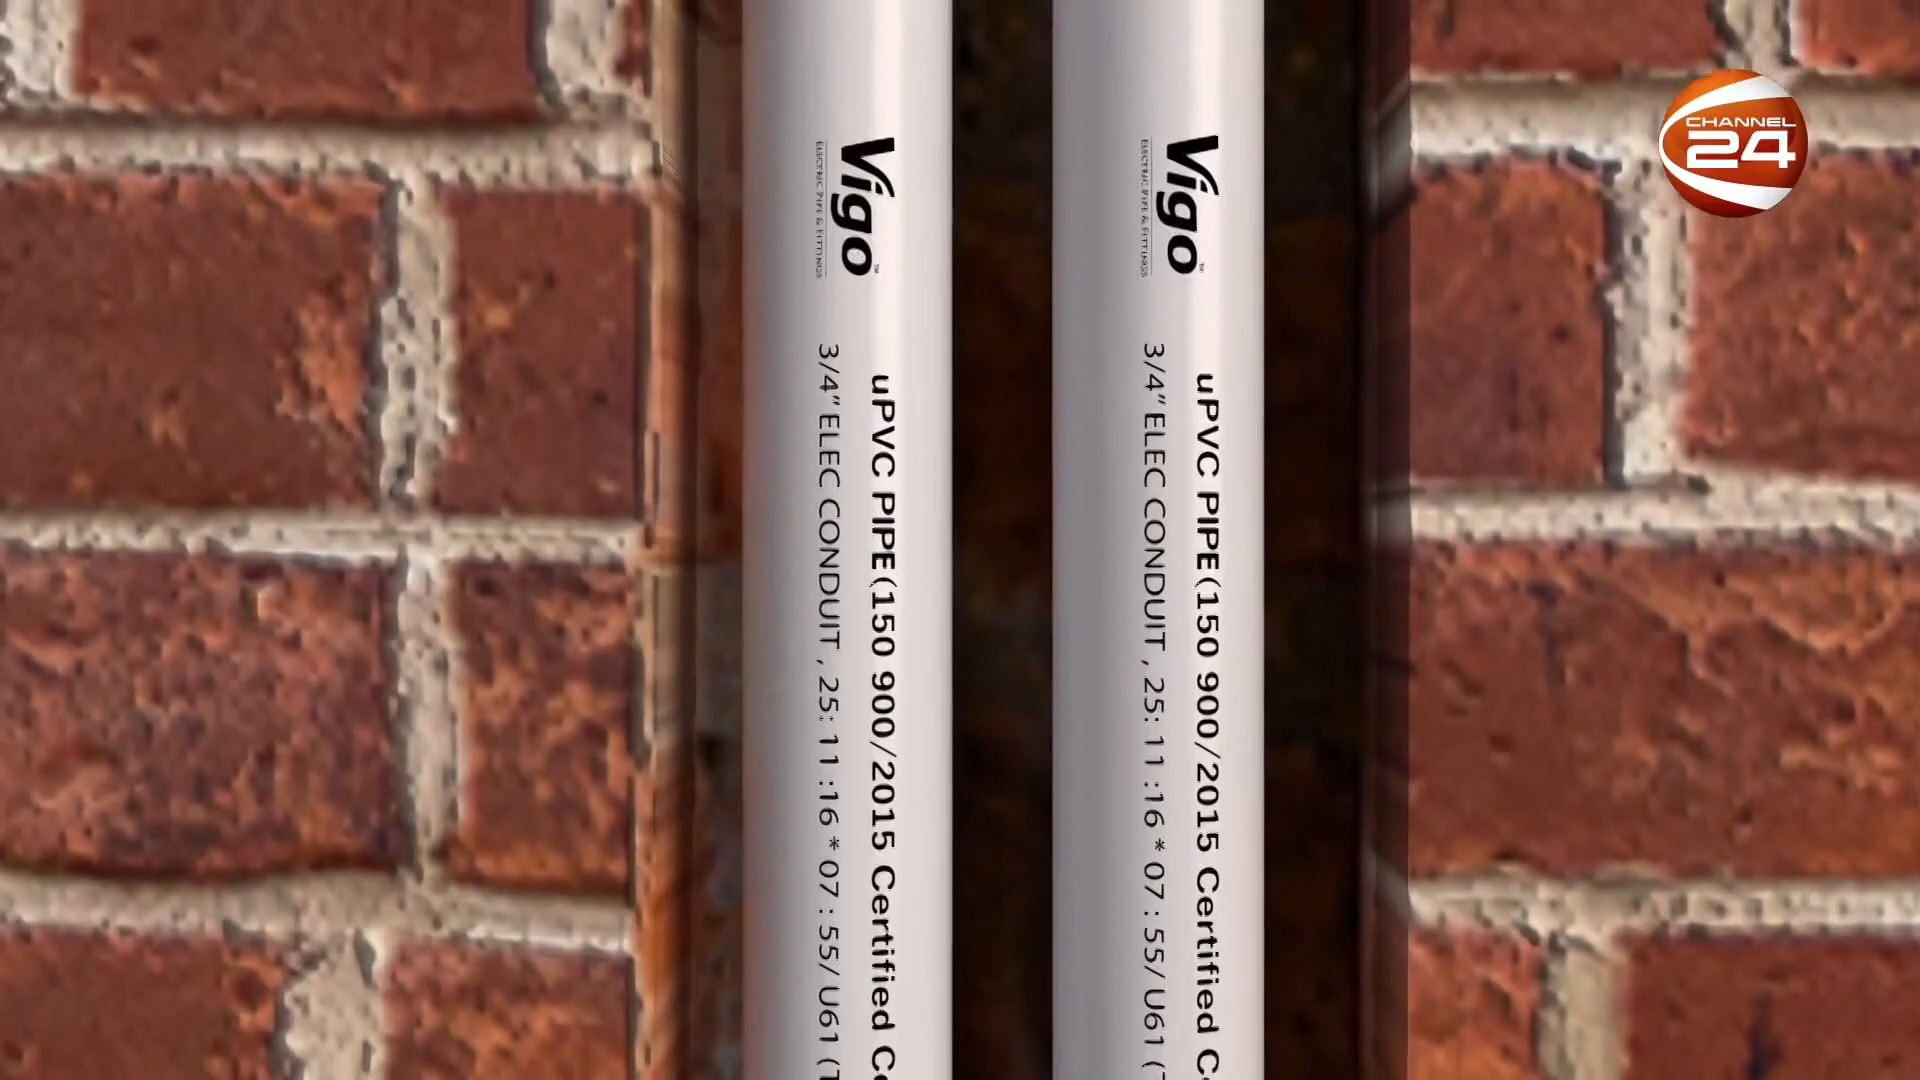 CHANNEL
24
Vigo™
ELECTRIC PIPE & FITTINGS
uPVC PIPE(150 900/2015 Certified C
3/4” ELEC CONDUIT , 25: 11 :16 * 07 : 55/ U61 (T
Vigo™
ELECTRIC PIPE & FITTINGS
uPVC PIPE(150 900/2015 Certified C
3/4” ELEC CONDUIT , 25: 11 :16 * 07 : 55/ U61 (T